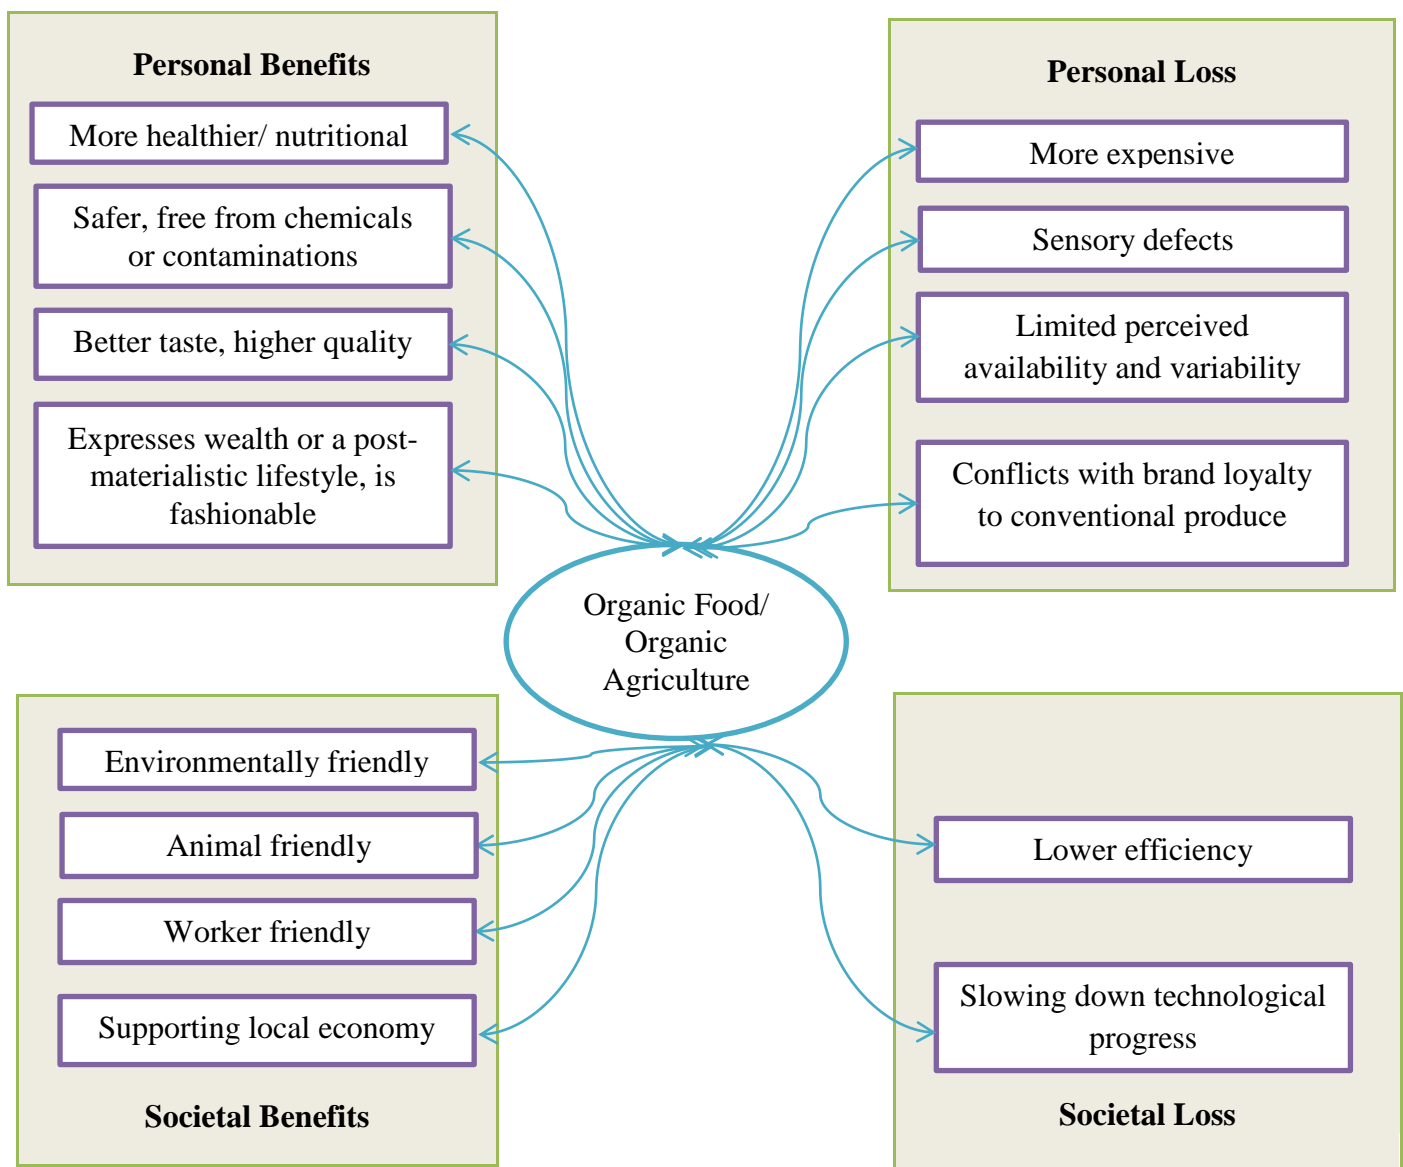 Personal Benefits
More healthier/ nutritional
Safer, free from chemicals
or contaminations
Better taste, higher quality
Expresses wealth or a post-
materialistic lifestyle, is
fashionable
Personal Loss
More expensive
Sensory defects
Limited perceived
availability and variability
Conflicts with brand loyalty
to conventional produce
Organic Food/
Organic
Agriculture
Environmentally friendly
Animal friendly
Worker friendly
Supporting local economy
Societal Benefits
Lower efficiency
Slowing down technological
progress
Societal Loss